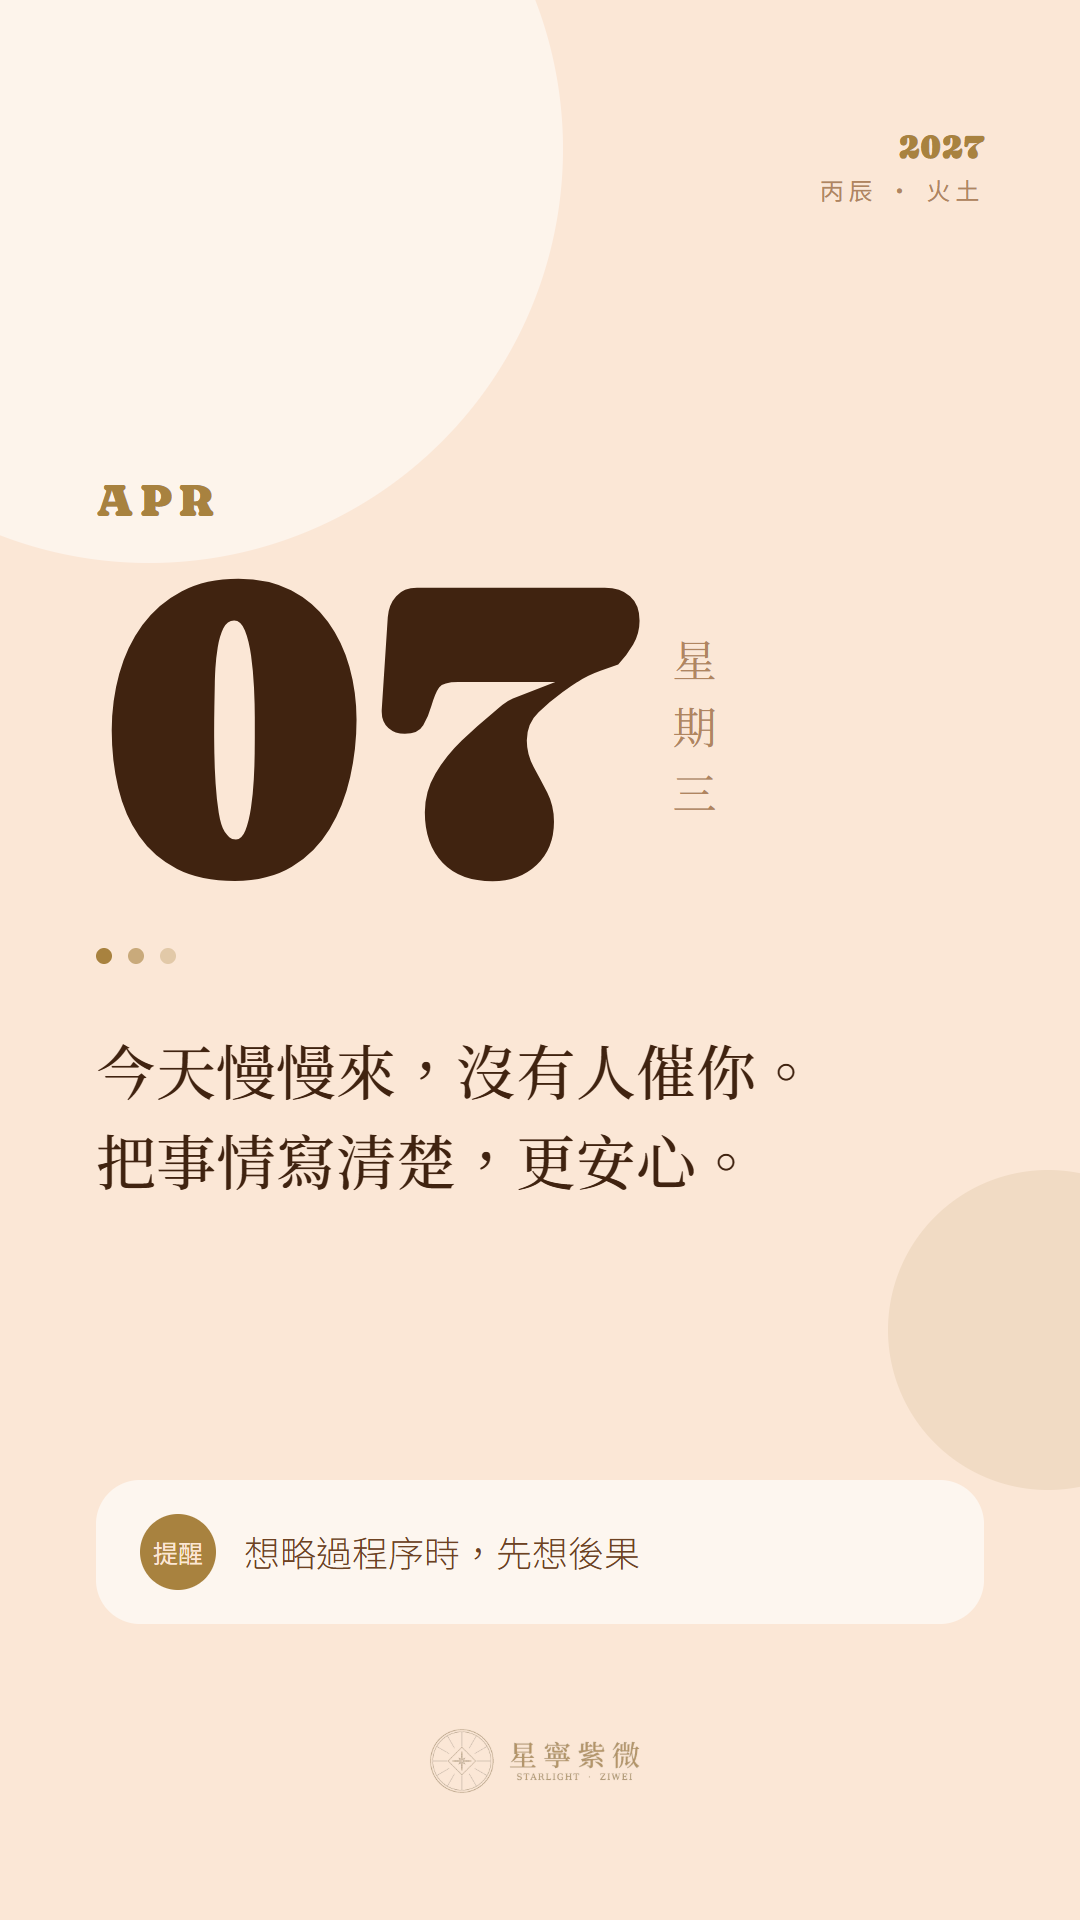 2027
丙辰 · 火土
APR
07
星期三
今天慢慢來，沒有人催你。
把事情寫清楚，更安心。
提醒
想略過程序時，先想後果
星寧紫微
STARLIGHT · ZIWEI